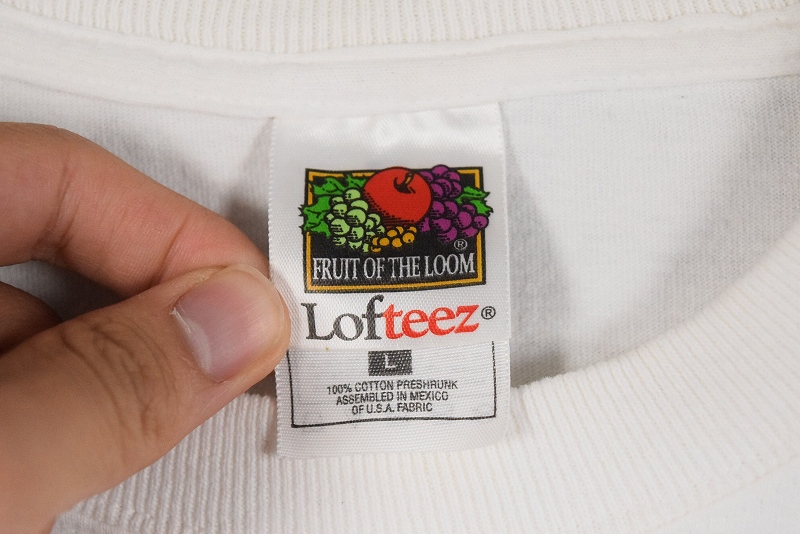 ®
FRUIT OF THE LOOM
Lofteez®
L
100% COTTON PRESHRUNK
ASSEMBLED IN MEXICO
OF U.S.A. FABRIC